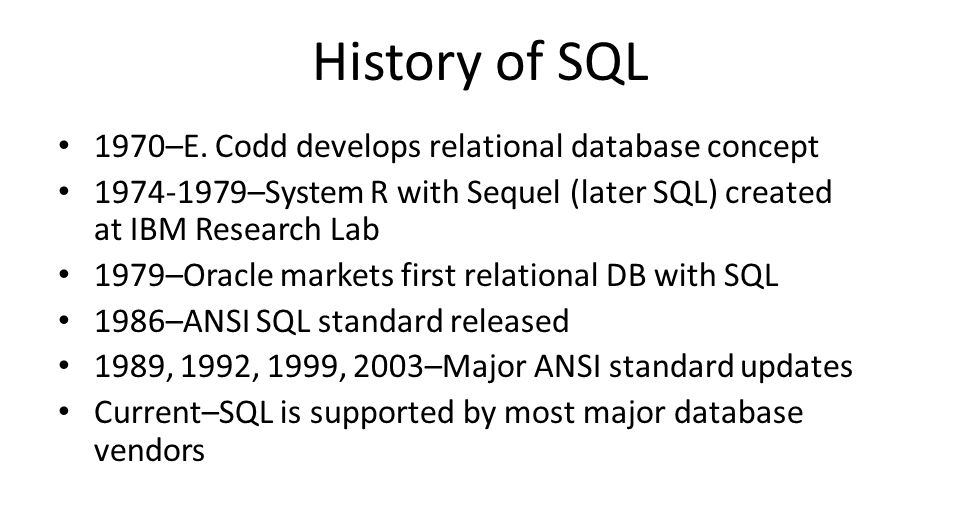 History of SQL
• 1970–E. Codd develops relational database concept
• 1974-1979–System R with Sequel (later SQL) created
at IBM Research Lab
• 1979–Oracle markets first relational DB with SQL
• 1986–ANSI SQL standard released
• 1989, 1992, 1999, 2003–Major ANSI standard updates
• Current–SQL is supported by most major database
vendors